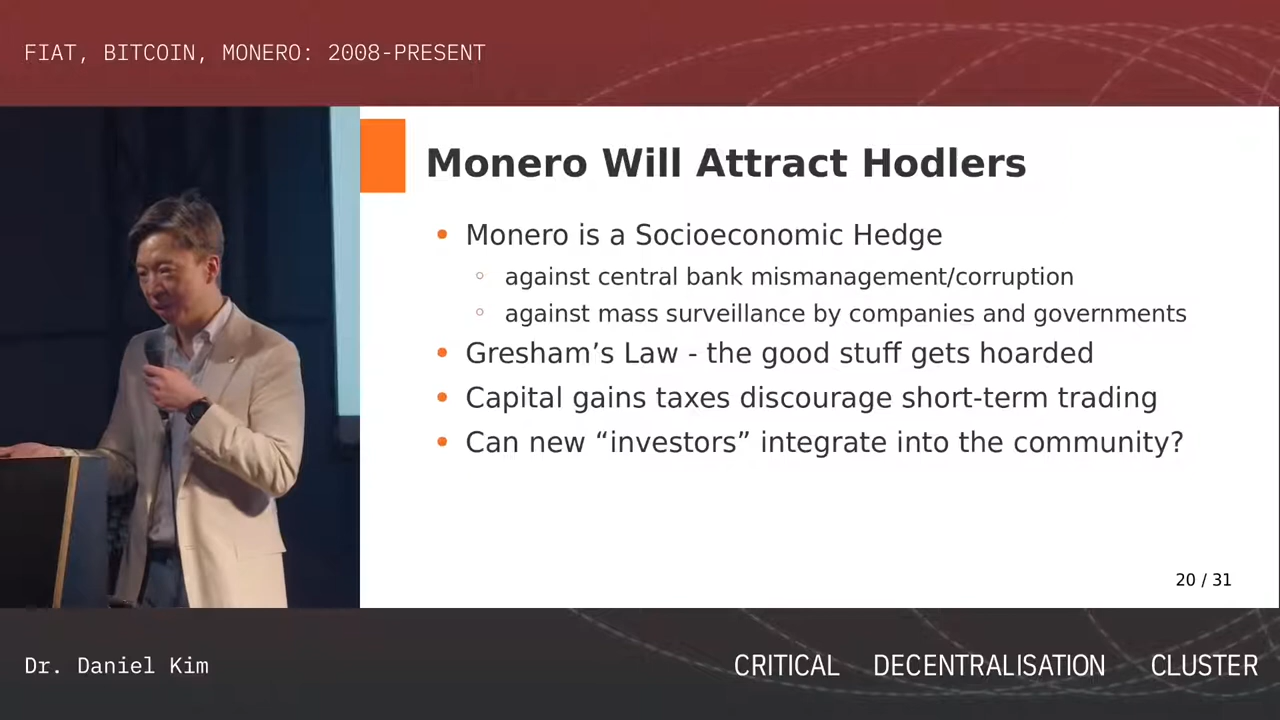 FIAT, BITCOIN, MONERO: 2008-PRESENT
Monero Will Attract Hodlers
• Monero is a Socioeconomic Hedge
◦ against central bank mismanagement/corruption
◦ against mass surveillance by companies and governments
• Gresham’s Law - the good stuff gets hoarded
• Capital gains taxes discourage short-term trading
• Can new “investors” integrate into the community?
20 / 31
Dr. Daniel Kim
CRITICAL DECENTRALISATION CLUSTER